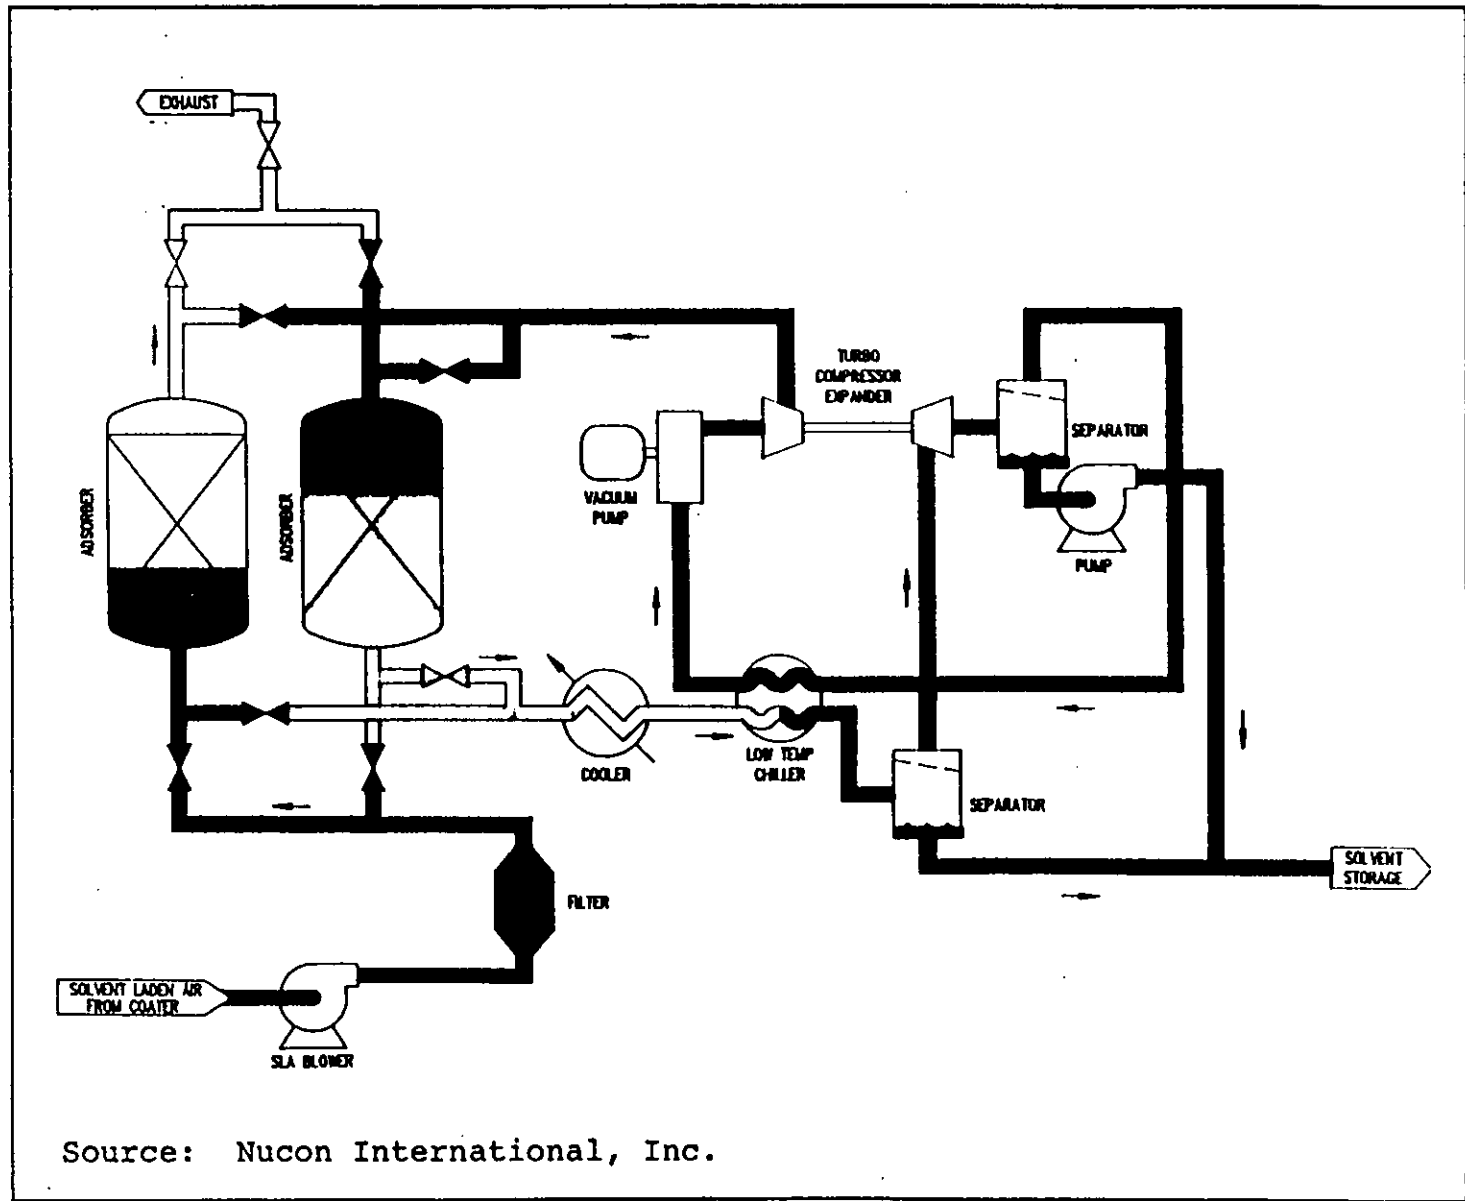 EXHAUST
TURBO
COMPRESSOR
EXPANDER
SEPARATOR
VACUUM
PUMP
PUMP
ADSORBER
ADSORBER
COOLER
LOW TEMP
CHILLER
SEPARATOR
SOLVENT
STORAGE
FILTER
SOLVENT LADEN AIR
FROM COATER
SLA BLOWER
Source: Nucon International, Inc.